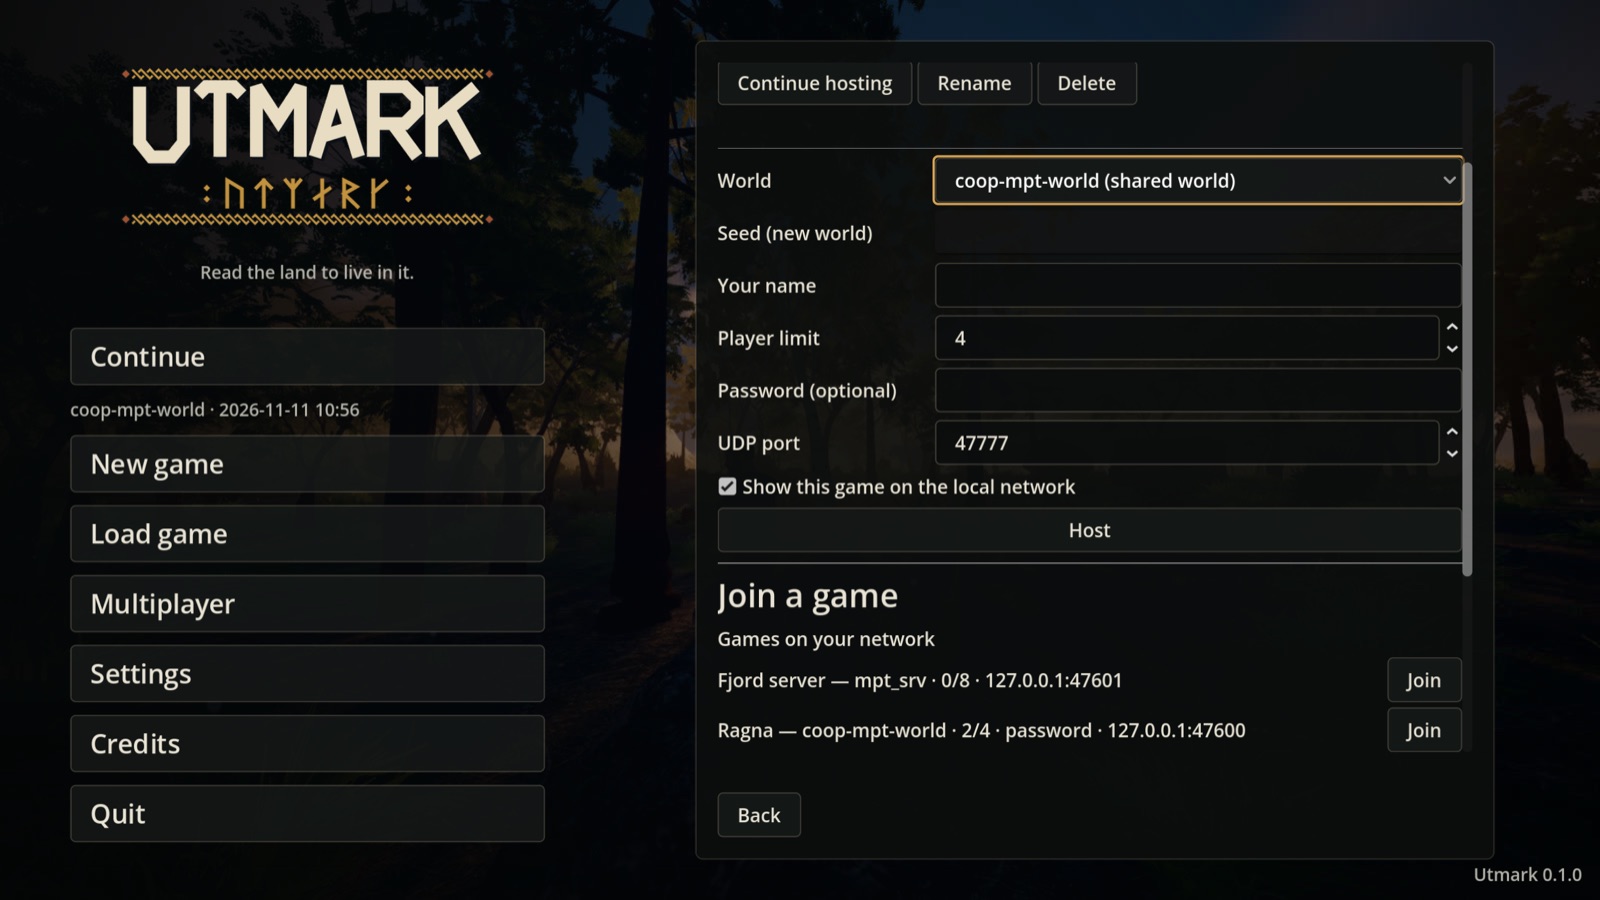 UTMARK
᛬ᚢᛏᛉᛆᚱᚴ᛬
Read the land to live in it.
Continue
coop-mpt-world · 2026-11-11 10:56
New game
Load game
Multiplayer
Settings
Credits
Quit
Continue hosting Rename Delete
World coop-mpt-world (shared world)
Seed (new world)
Your name
Player limit 4
Password (optional)
UDP port 47777
Show this game on the local network
Host
Join a game
Games on your network
Fjord server — mpt_srv · 0/8 · 127.0.0.1:47601 Join
Ragna — coop-mpt-world · 2/4 · password · 127.0.0.1:47600 Join
Back
Utmark 0.1.0